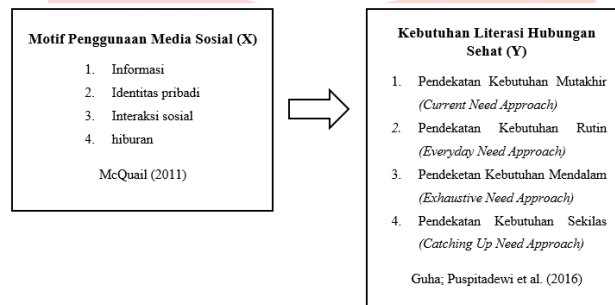 Motif Penggunaan Media Sosial (X)
1. Informasi
2. Identitas pribadi
3. Interaksi sosial
4. hiburan
McQuail (2011)
Kebutuhan Literasi Hubungan
Sehat (Y)
1. Pendekatan Kebutuhan Mutakhir
(Current Need Approach)
2. Pendekatan Kebutuhan Rutin
(Everyday Need Approach)
3. Pendeketan Kebutuhan Mendalam
(Exhaustive Need Approach)
4. Pendekatan Kebutuhan Sekilas
(Catching Up Need Approach)
Guha; Puspitadewi et al. (2016)